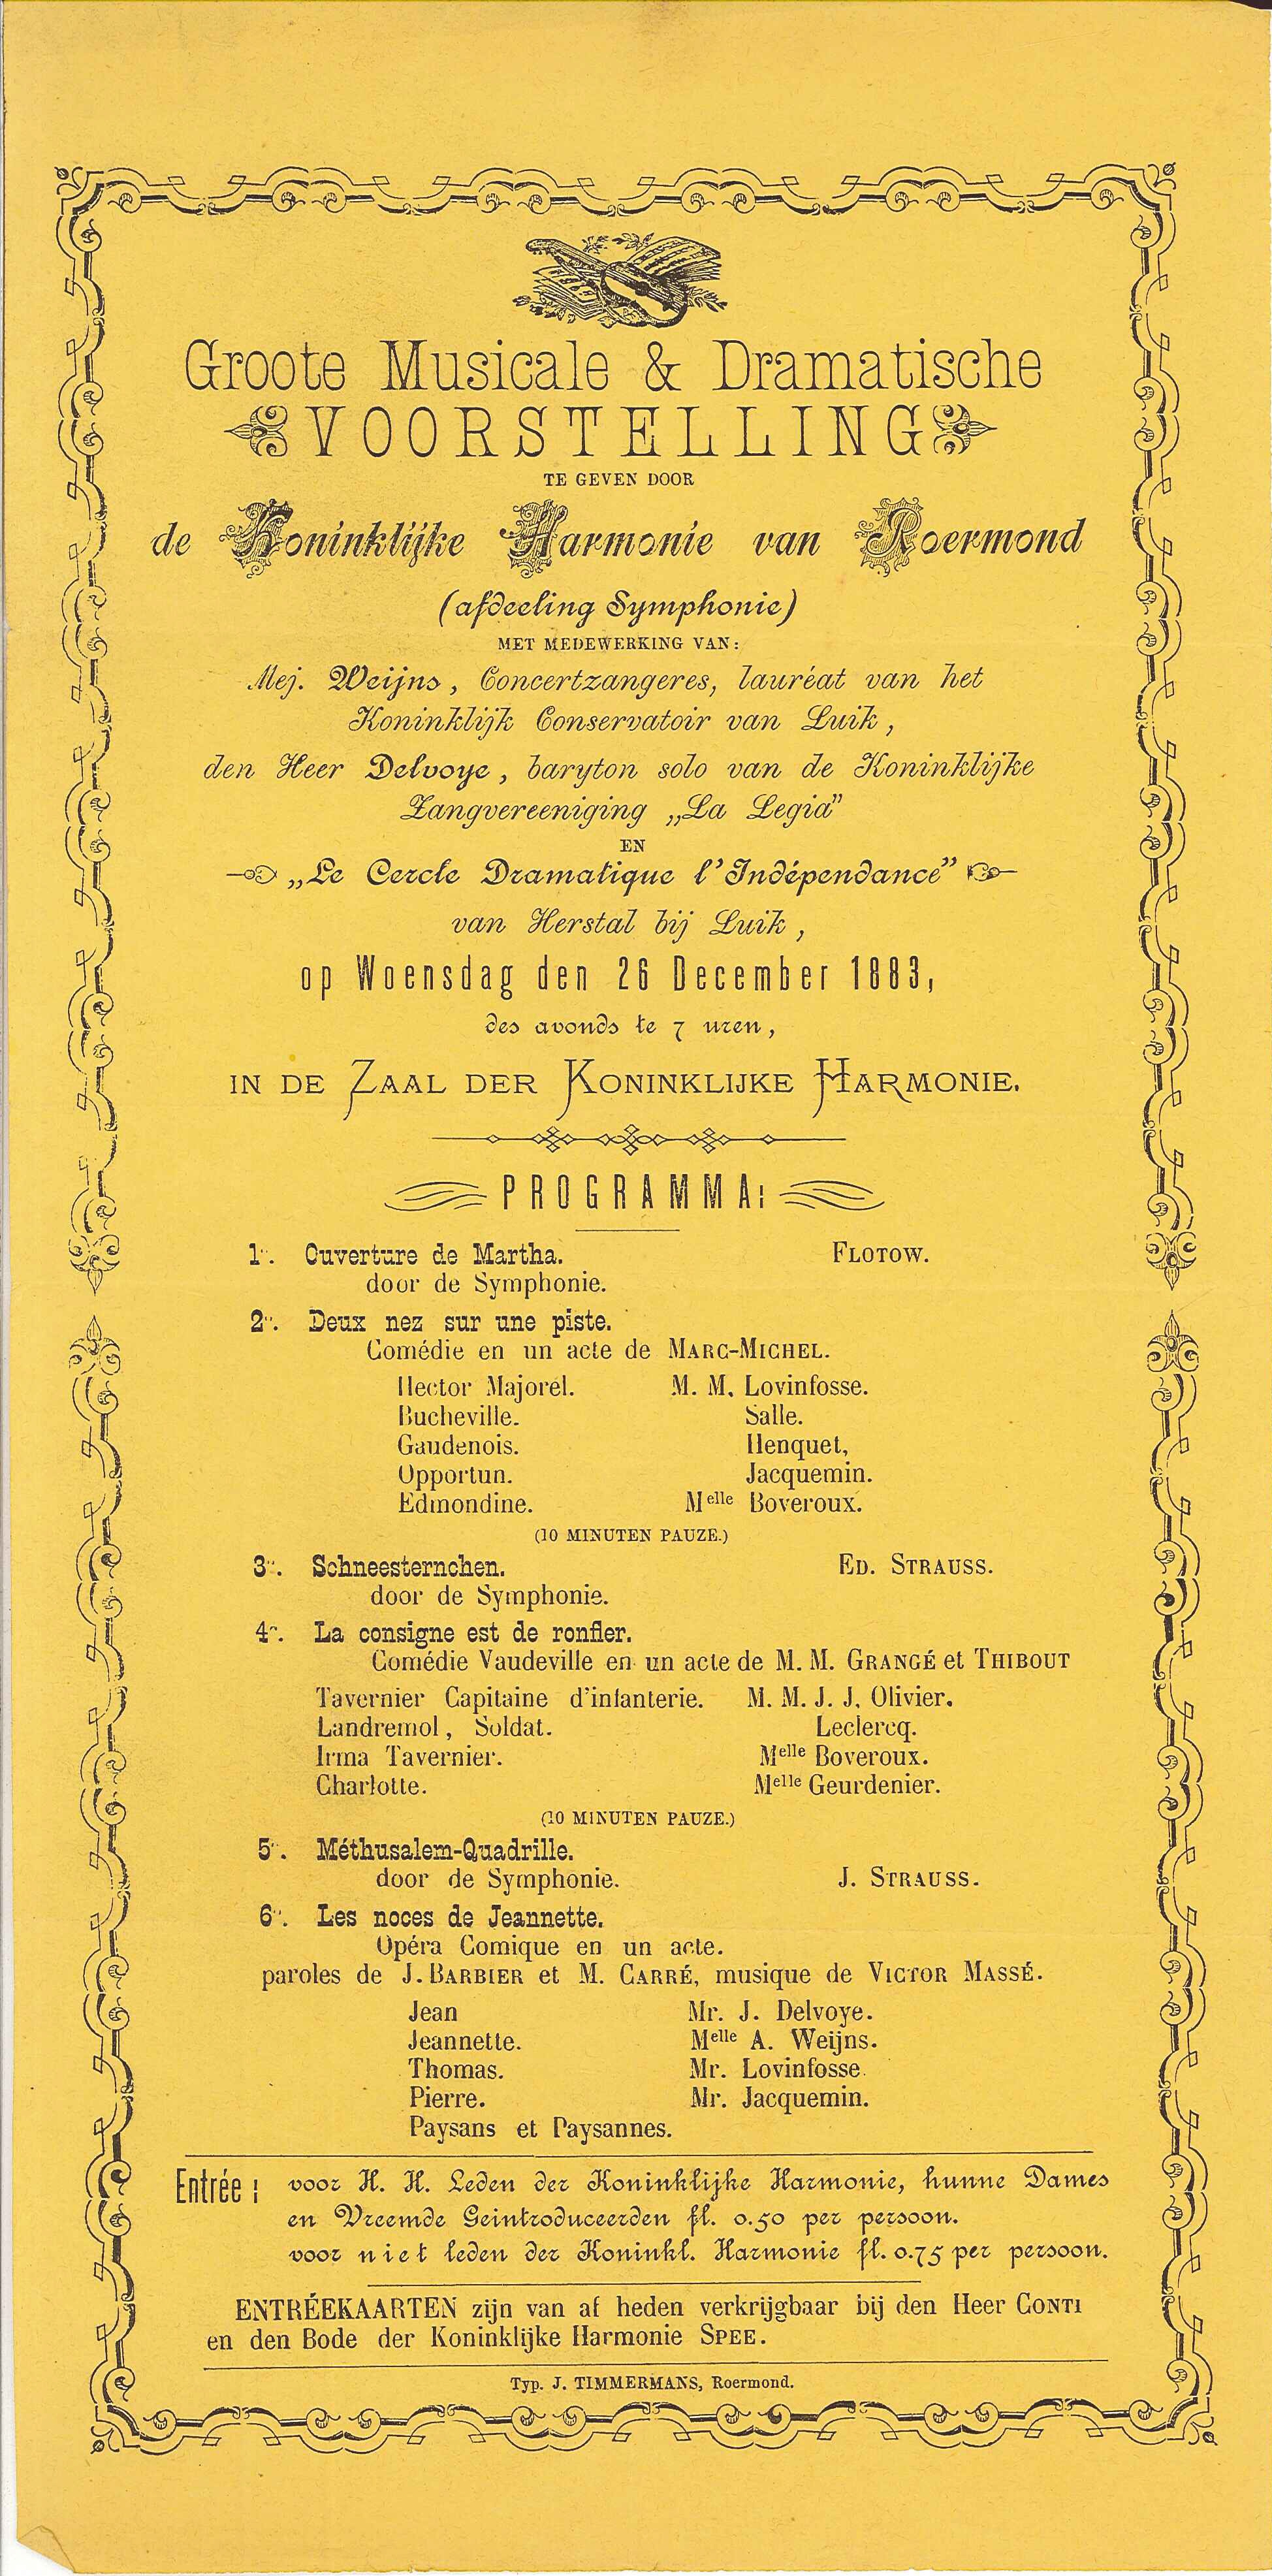 Groote Musicale & Dramatische
VOORSTELLING
TE GEVEN DOOR
de Koninklijke Harmonie van Roermond
(afdeeling Symphonie)
MET MEDEWERKING VAN:
Mej. Weijns, Concertzangeres, lauréat van het
Koninklijk Conservatoir van Luik,
den Heer Delvoye, baryton solo van de Koninklijke
Zangvereeniging „La Legia”
EN
„Le Cercle Dramatique l'Indépendance”
van Herstal bij Luik,
op Woensdag den 26 December 1883,
des avonds te 7 uren,
IN DE ZAAL DER KONINKLIJKE HARMONIE.
PROGRAMMA:
1o. Ouverture de Martha. FLOTOW.
door de Symphonie.
2o. Deux nez sur une piste.
Comédie en un acte de MARC-MICHEL.
Hector Majorel. M. M. Lovinfosse.
Bucheville. Salle.
Gaudenois. Henquet,
Opportun. Jacquemin.
Edmondine. Melle Boveroux.
(10 MINUTEN PAUZE.)
3o. Schneesternchen. ED. STRAUSS.
door de Symphonie.
4o. La consigne est de ronfler.
Comédie Vaudeville en un acte de M. M. GRANGÉ et THIBOUT
Tavernier Capitaine d'infanterie. M. M. J. J. Olivier.
Landremol, Soldat. Leclercq.
Irma Tavernier. Melle Boveroux.
Charlotte. Melle Geurdenier.
(10 MINUTEN PAUZE.)
5o. Méthusalem-Quadrille.
door de Symphonie. J. STRAUSS.
6o. Les noces de Jeannette.
Opéra Comique en un acte.
paroles de J. BARBIER et M. CARRÉ, musique de VICTOR MASSÉ.
Jean Mr. J. Delvoye.
Jeannette. Melle A. Weijns.
Thomas. Mr. Lovinfosse.
Pierre. Mr. Jacquemin.
Paysans et Paysannes.
Entrée: voor H. H. Leden der Koninklijke Harmonie, hunne Dames
en Vreemde Geintroduceerden fl. 0.50 per persoon.
voor niet leden der Koninkl. Harmonie fl. 0.75 per persoon.
ENTRÉEKAARTEN zijn van af heden verkrijgbaar bij den Heer CONTI
en den Bode der Koninklijke Harmonie SPEE.
Typ. J. TIMMERMANS, Roermond.